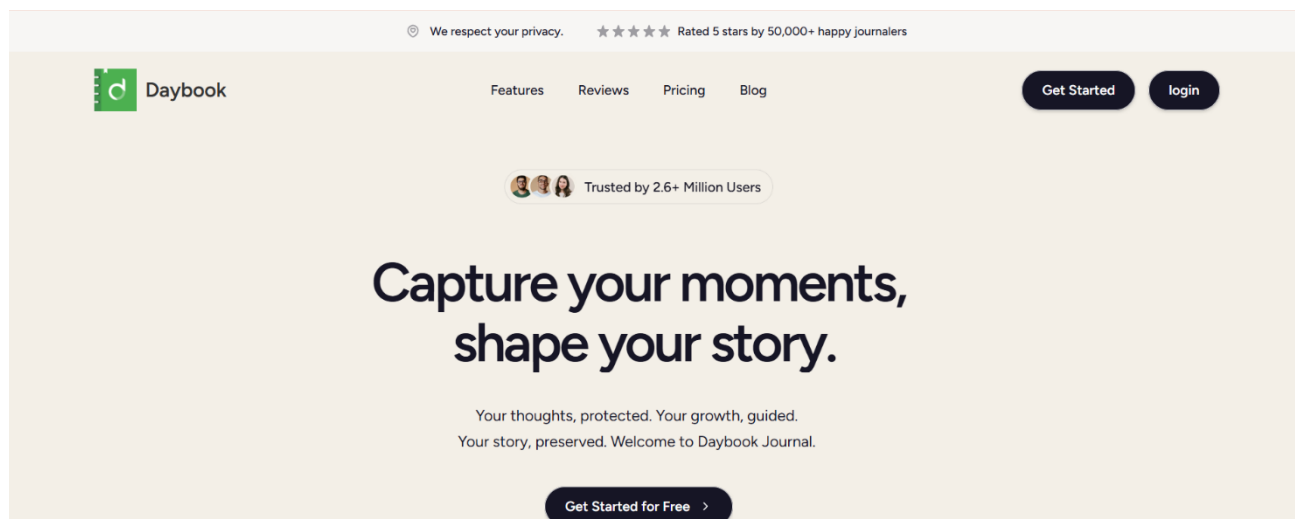 We respect your privacy. Rated 5 stars by 50,000+ happy journalers
Daybook Features Reviews Pricing Blog Get Started login
Trusted by 2.6+ Million Users
Capture your moments,
shape your story.
Your thoughts, protected. Your growth, guided.
Your story, preserved. Welcome to Daybook Journal.
Get Started for Free